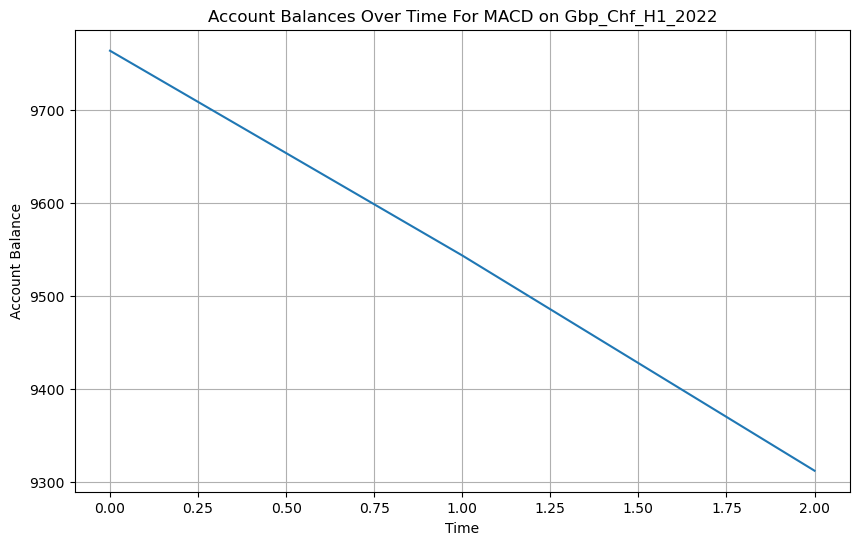 Account Balances Over Time For MACD on Gbp_Chf_H1_2022
Account Balance
9700
9600
9500
9400
9300
0.00 0.25 0.50 0.75 1.00 1.25 1.50 1.75 2.00
Time